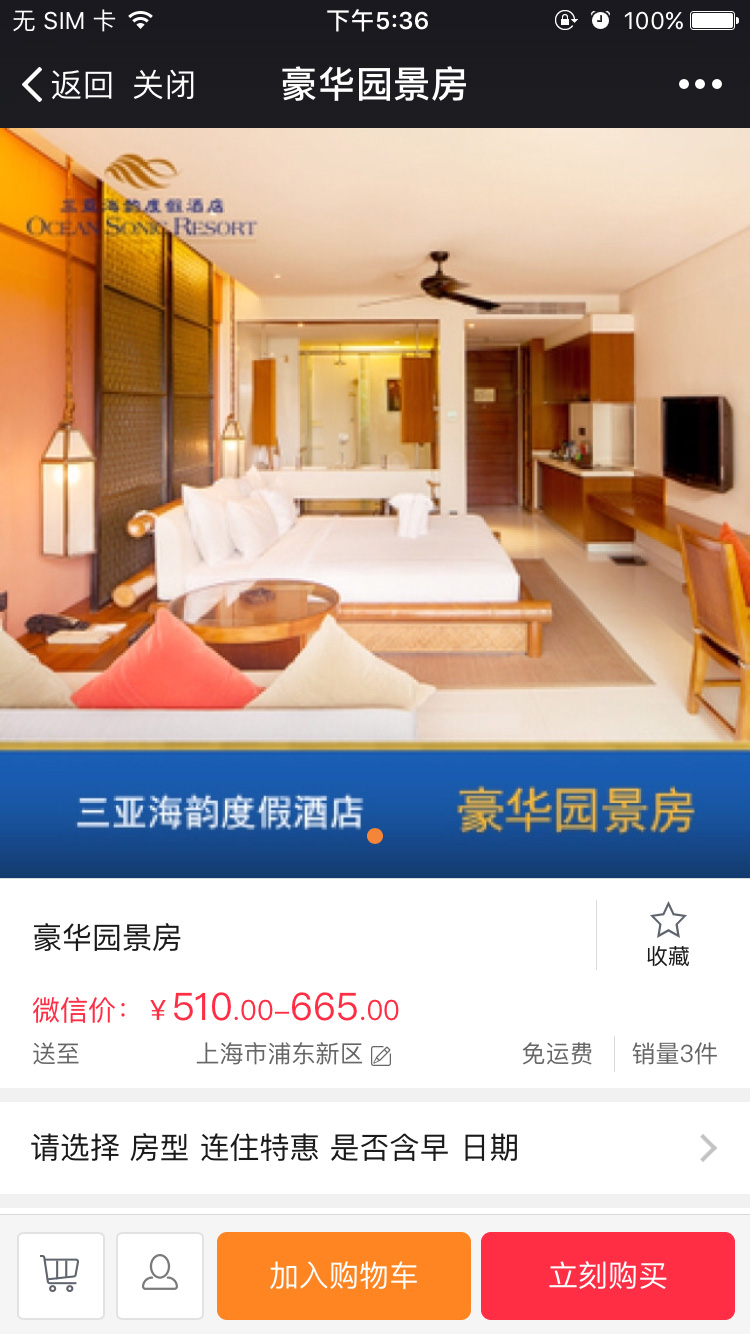 无 SIM 卡 下午5:36 100%
返回 关闭 豪华园景房
三亚海韵度假酒店
OCEAN SONIC RESORT
三亚海韵度假酒店 豪华园景房
豪华园景房
收藏
微信价： ￥510.00–665.00
送至 上海市浦东新区 免运费 销量3件
请选择 房型 连住特惠 是否含早 日期
加入购物车 立刻购买